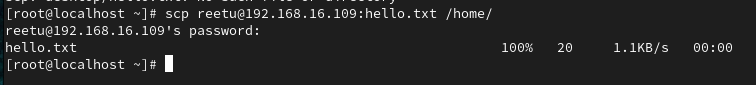 [root@localhost ~]# scp reetu@192.168.16.109:hello.txt /home/
reetu@192.168.16.109's password:
hello.txt 100% 20 1.1KB/s 00:00
[root@localhost ~]#